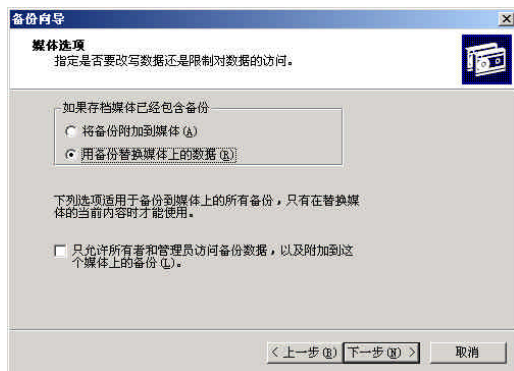 备份向导
媒体选项
指定是否要改写数据还是限制对数据的访问。
如果存档媒体已经包含备份
将备份附加到媒体(A)
用备份替换媒体上的数据(R)
下列选项适用于备份到媒体上的所有备份，只有在替换媒
体的当前内容时才能使用。
只允许所有者和管理员访问备份数据，以及附加到这
个媒体上的备份(L)。
< 上一步(B) 下一步(N) > 取消